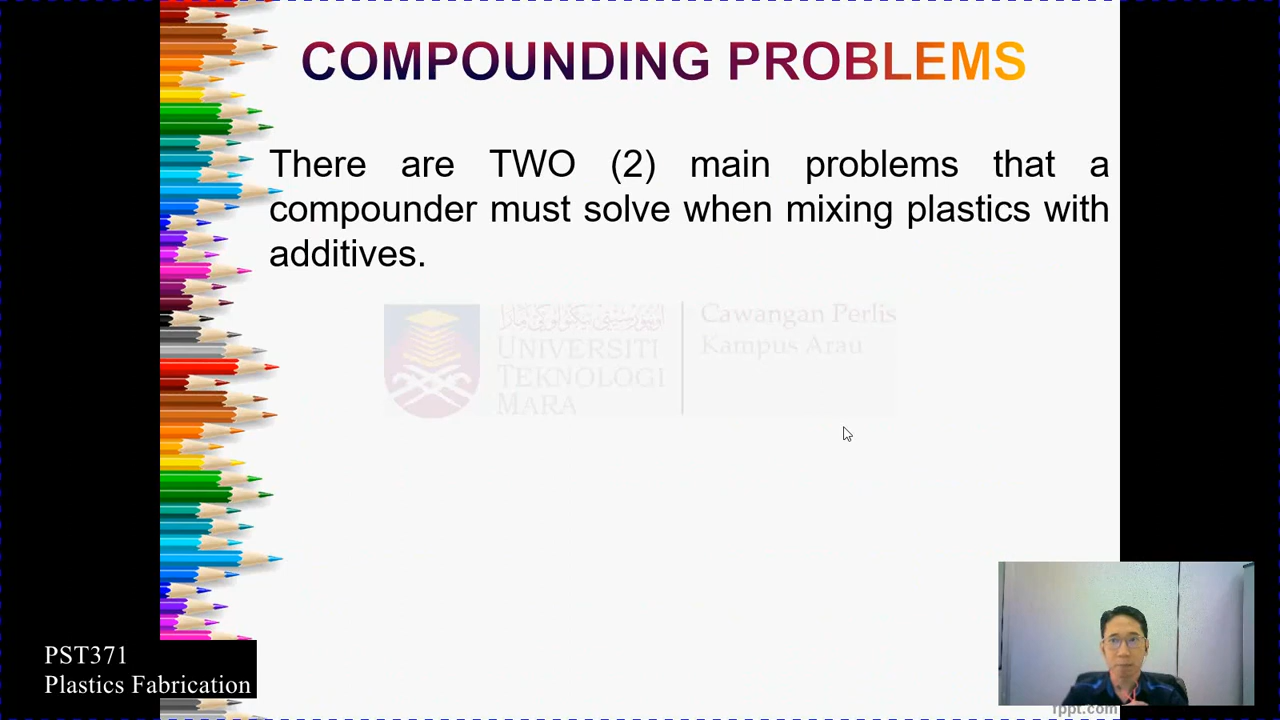 COMPOUNDING PROBLEMS
There are TWO (2) main problems that a
compounder must solve when mixing plastics with
additives.
UNIVERSITI
TEKNOLOGI
MARA
Cawangan Perlis
Kampus Arau
PST371
Plastics Fabrication
fppt.com